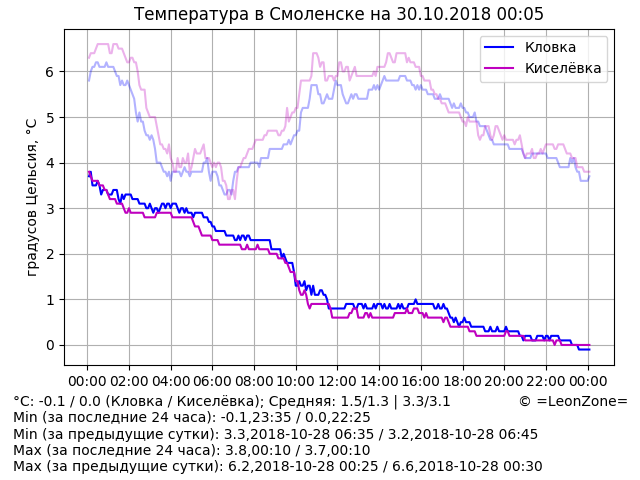 Температура в Смоленске на 30.10.2018 00:05
Кловка
Киселёвка
градусов Цельсия, °C
6
5
4
3
2
1
0
00:00 02:00 04:00 06:00 08:00 10:00 12:00 14:00 16:00 18:00 20:00 22:00 00:00
°C: -0.1 / 0.0 (Кловка / Киселёвка); Средняя: 1.5/1.3 | 3.3/3.1 © =LeonZone=
Min (за последние 24 часа): -0.1,23:35 / 0.0,22:25
Min (за предыдущие сутки): 3.3,2018-10-28 06:35 / 3.2,2018-10-28 06:45
Max (за последние 24 часа): 3.8,00:10 / 3.7,00:10
Max (за предыдущие сутки): 6.2,2018-10-28 00:25 / 6.6,2018-10-28 00:30